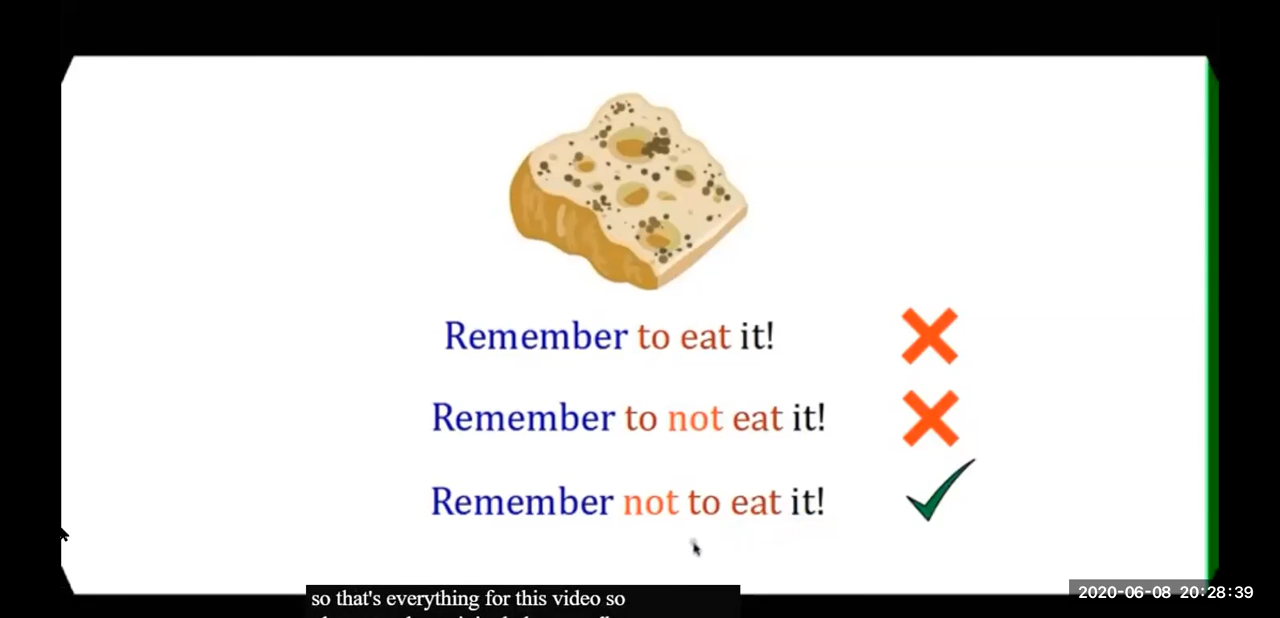 Remember to eat it!
Remember to not eat it!
Remember not to eat it!
so that's everything for this video so
2020-06-08 20:28:39